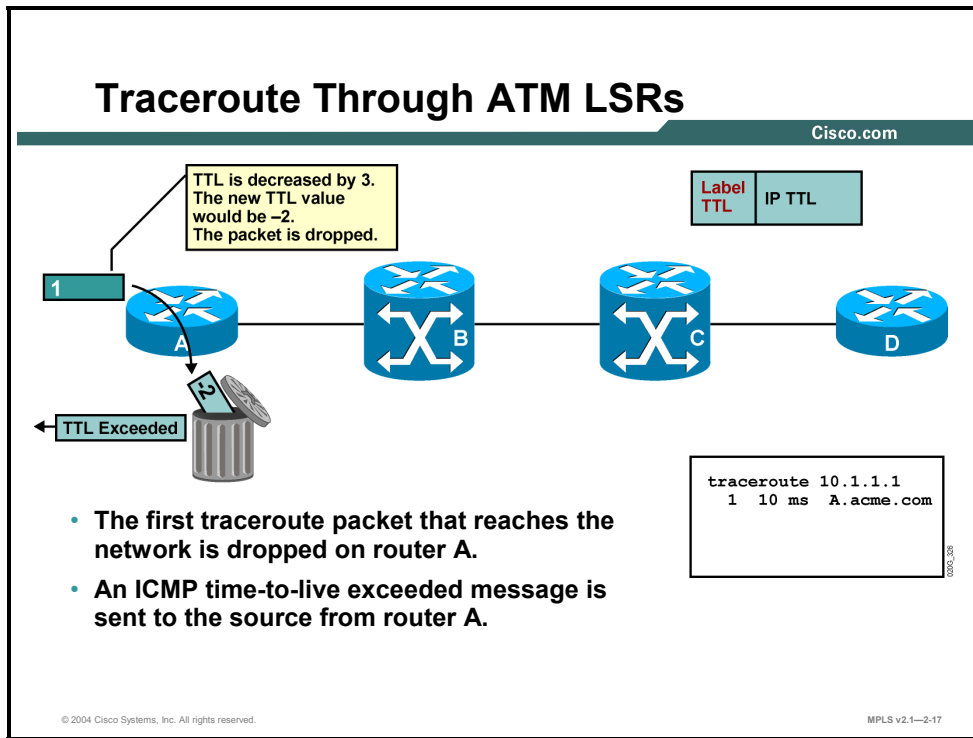 Traceroute Through ATM LSRs
Cisco.com
TTL is decreased by 3.
The new TTL value
would be –2.
The packet is dropped.
Label
TTL
IP TTL
1
A
B
C
D
-2
TTL Exceeded
traceroute 10.1.1.1
1 10 ms A.acme.com
• The first traceroute packet that reaches the
network is dropped on router A.
• An ICMP time-to-live exceeded message is
sent to the source from router A.
020G_326
© 2004 Cisco Systems, Inc. All rights reserved.
MPLS v2.1—2-17